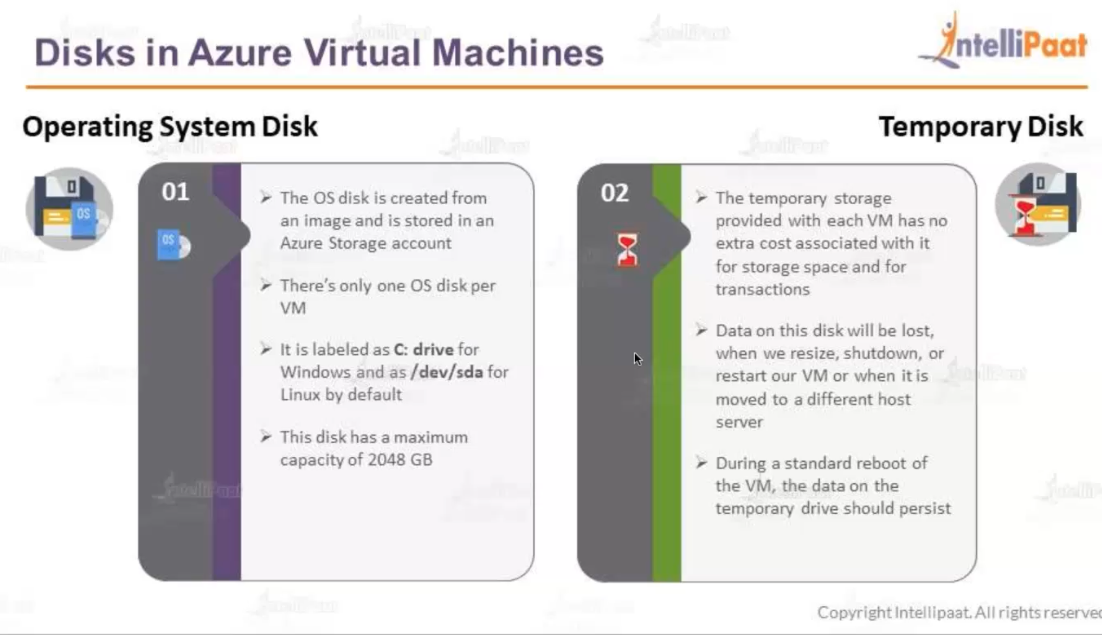 Disks in Azure Virtual Machines
IntelliPaat
Operating System Disk
Temporary Disk
01
OS
OS
The OS disk is created from
an image and is stored in an
Azure Storage account
There's only one OS disk per
VM
It is labeled as C: drive for
Windows and as /dev/sda for
Linux by default
This disk has a maximum
capacity of 2048 GB
02
The temporary storage
provided with each VM has no
extra cost associated with it
for storage space and for
transactions
Data on this disk will be lost,
when we resize, shutdown, or
restart our VM or when it is
moved to a different host
server
During a standard reboot of
the VM, the data on the
temporary drive should persist
Copyright Intellipaat. All rights reserved